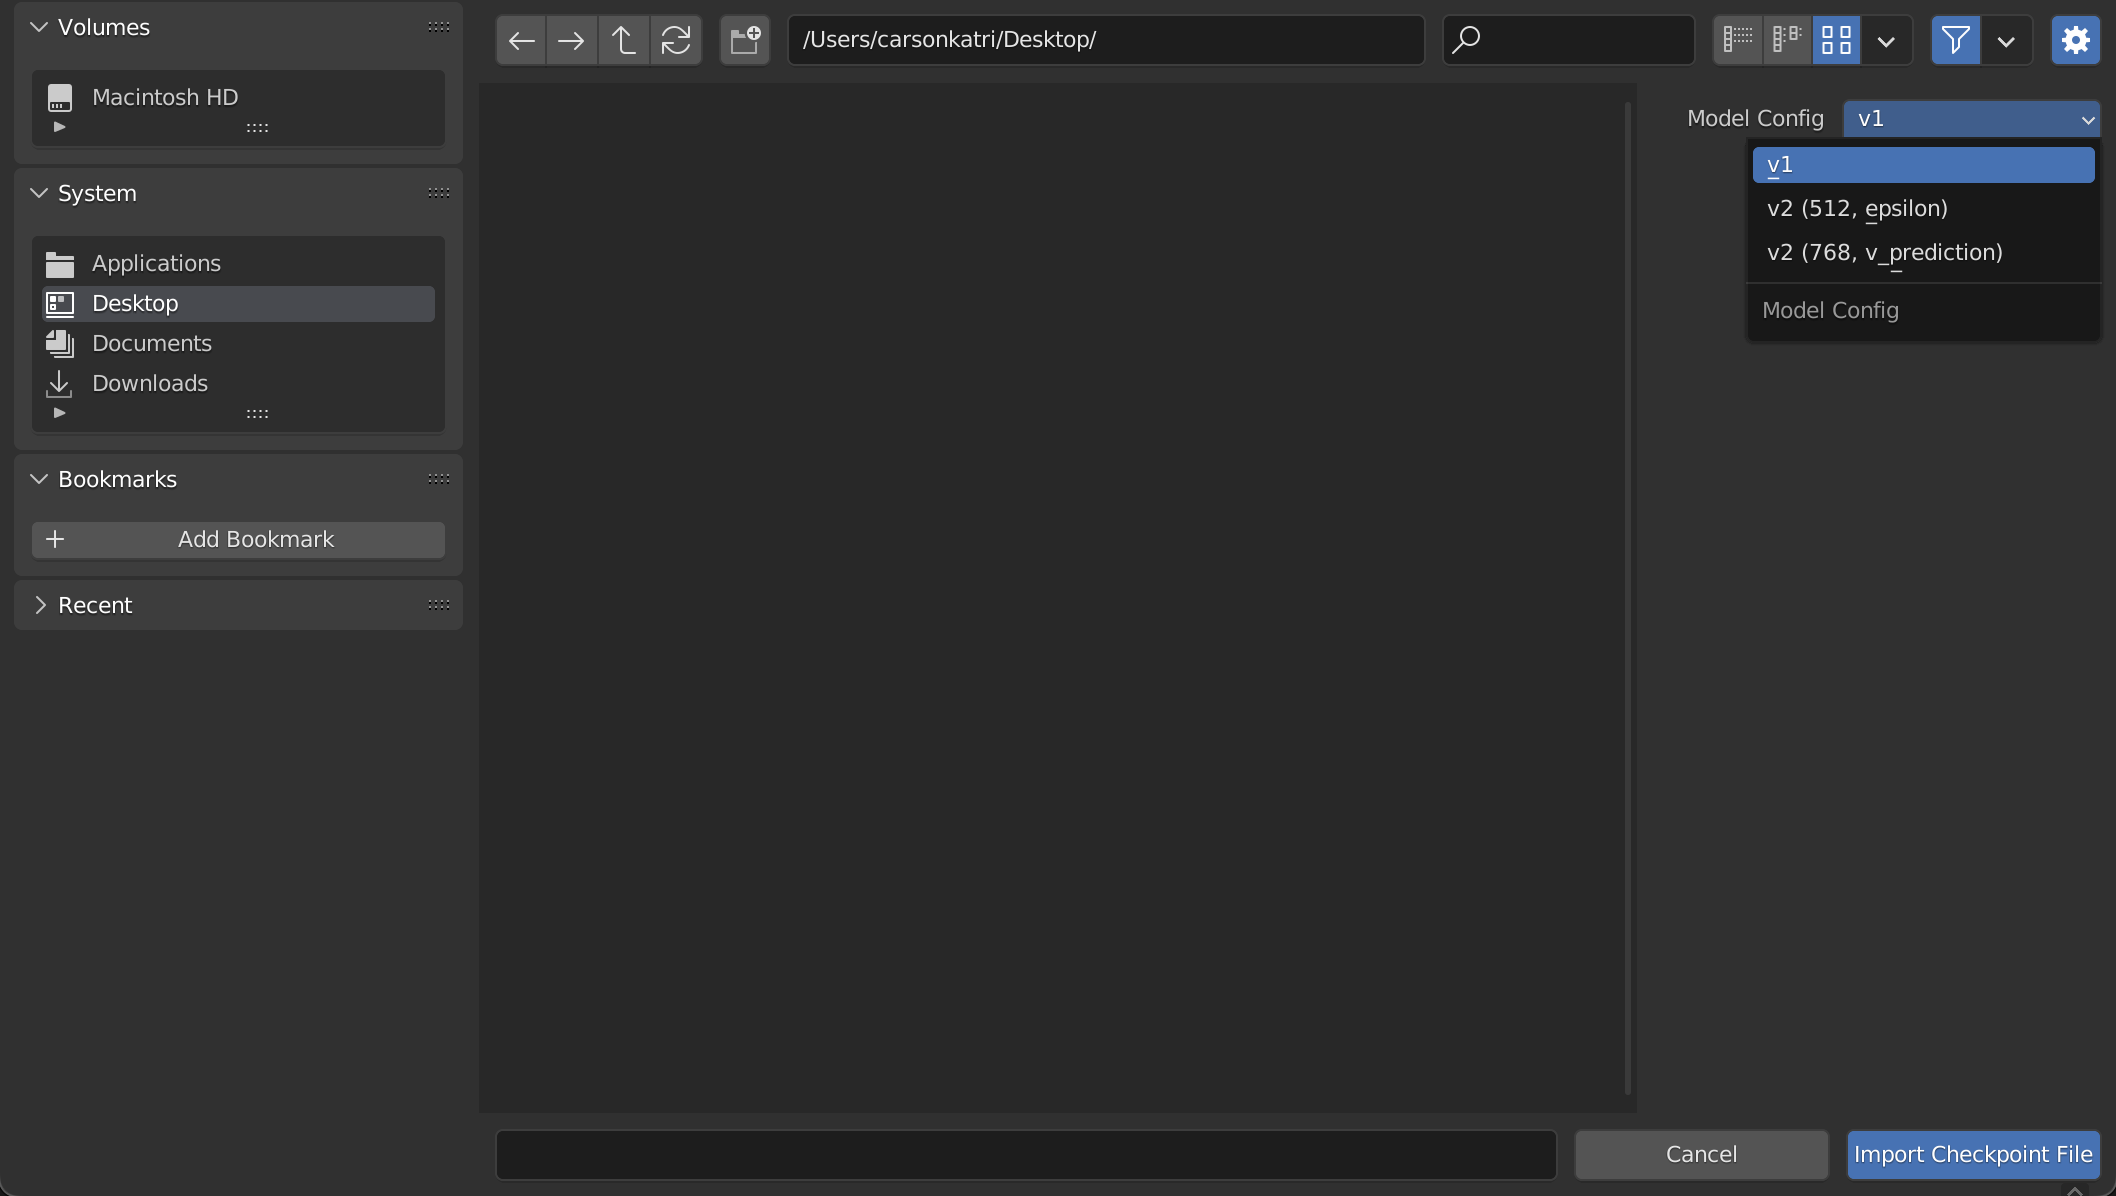 Volumes
Macintosh HD
System
Applications
Desktop
Documents
Downloads
Bookmarks
Add Bookmark
Recent
/Users/carsonkatri/Desktop/
Model Config v1
v1
v2 (512, epsilon)
v2 (768, v_prediction)
Model Config
Cancel
Import Checkpoint File